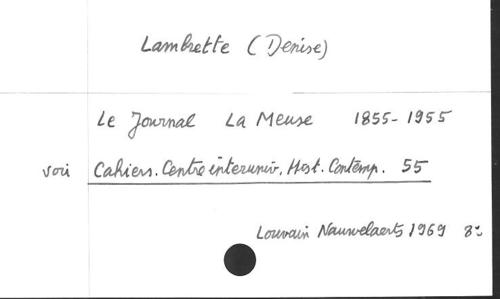 Lambrette (Denise)
Le Journal La Meuse 1855-1955
voir Cahiers. Centre interuniv. Hist. Contemp. 55
Louvain Nauwelaerts 1969 8°